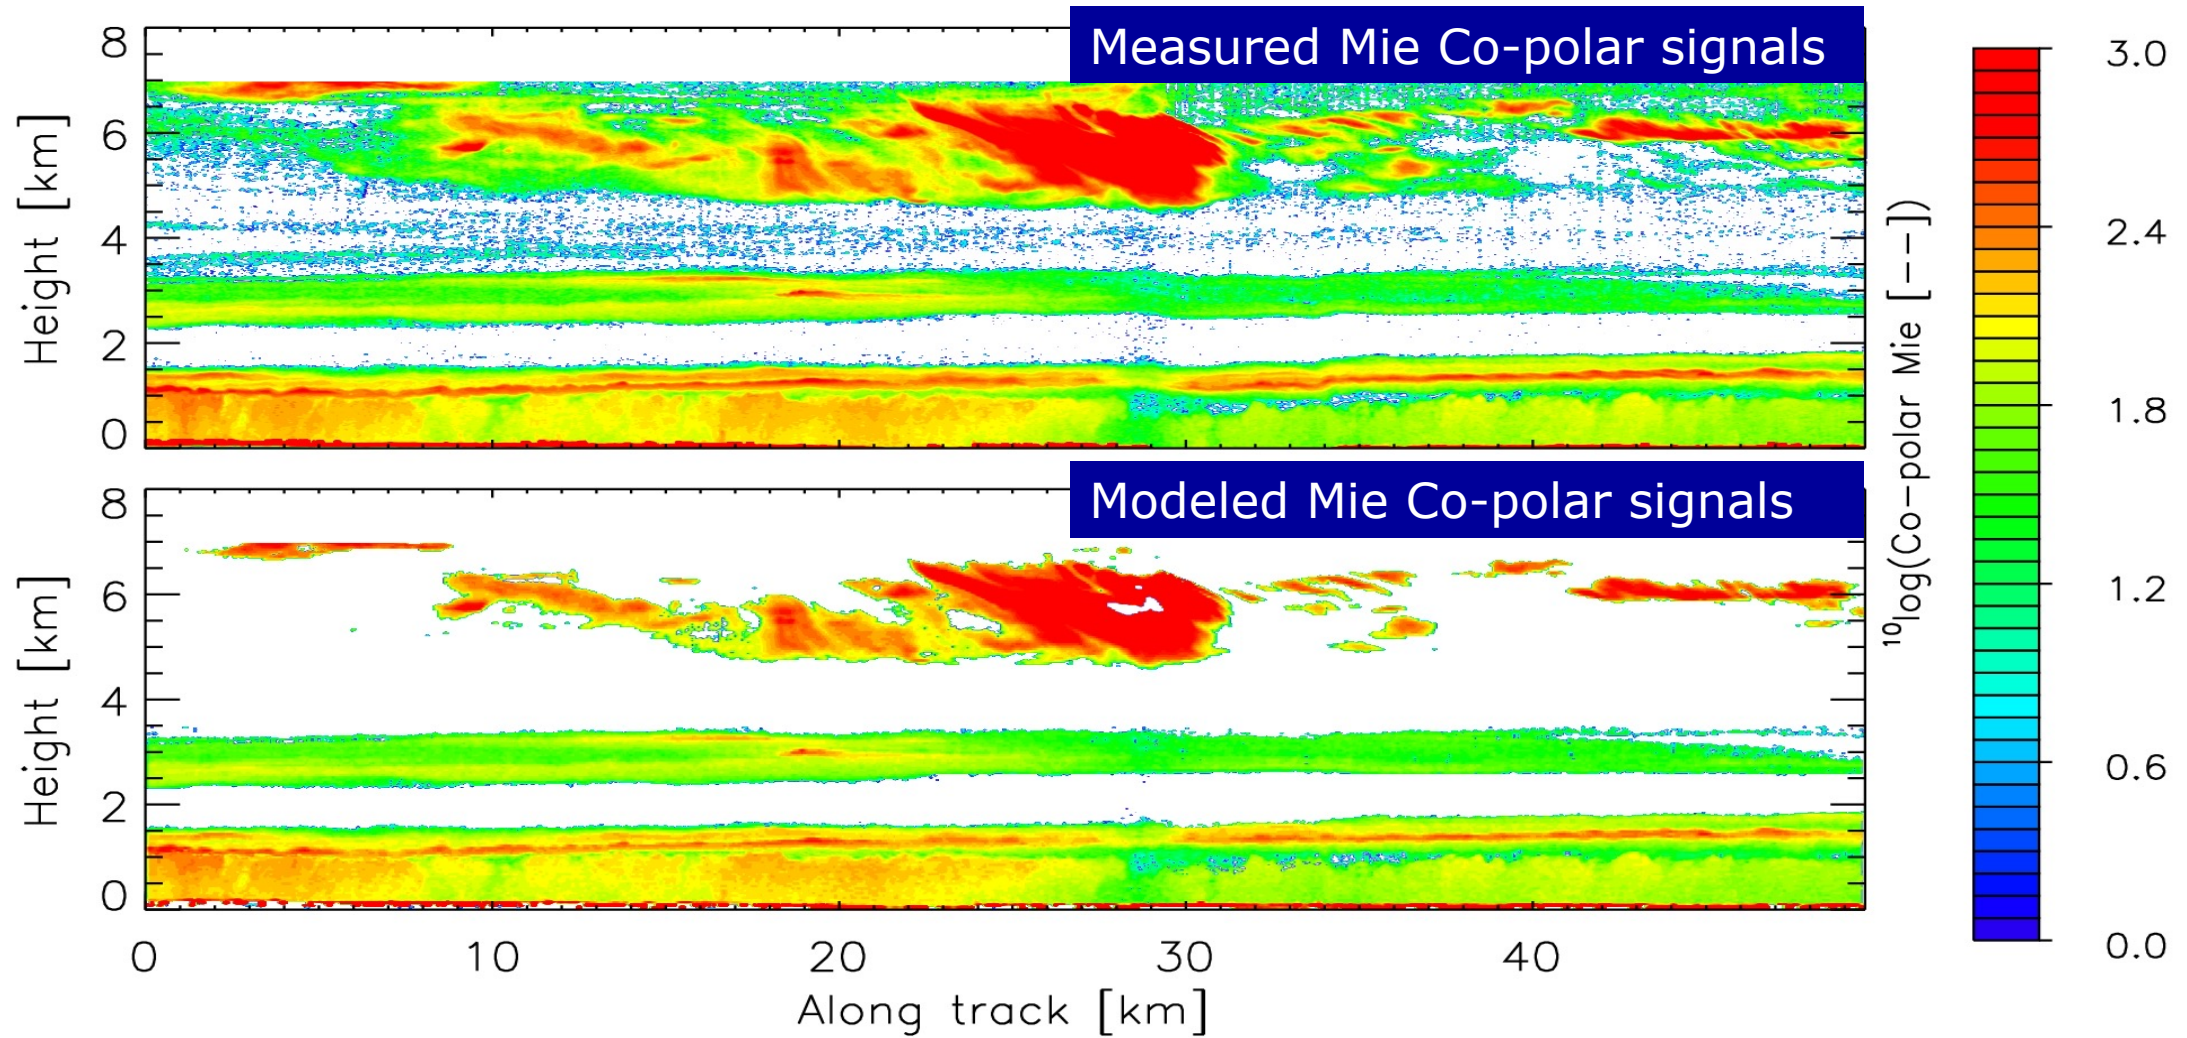 Measured Mie Co-polar signals
8
6
4
2
0
Height [km]
Modeled Mie Co-polar signals
8
6
4
2
0
Height [km]
0 10 20 30 40
Along track [km]
3.0
2.4
1.8
1.2
0.6
0.0
¹⁰log(Co-polar Mie [--])